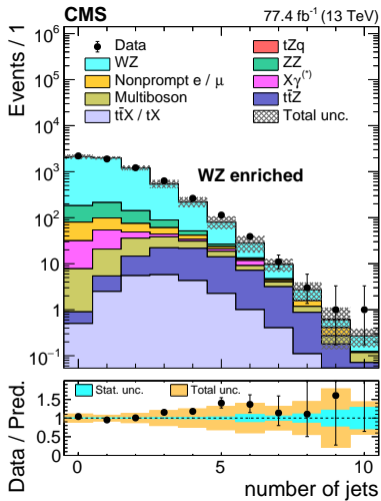 CMS 77.4 fb⁻¹ (13 TeV)
Events / 1
10⁶
10⁵
10⁴
10³
10²
10
1
10⁻¹
Data
WZ
Nonprompt e / μ
Multiboson
tt̄X / tX
tZq
ZZ
Xγ⁽*⁾
tt̄Z
Total unc.
WZ enriched
Data / Pred.
1.5
1
0.5
0
Stat. unc. Total unc.
0 5 10
number of jets